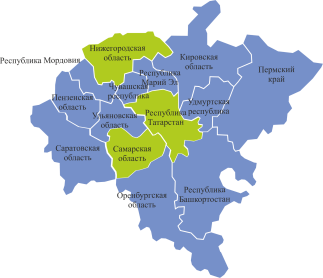 Нижегородская
область
Кировская
область
Пермский
край
Республика Мордовия
Республика
Марий Эл
Чувашская
республика
Пензенская
область
Удмуртская
республика
Ульяновская
область
Республика
Татарстан
Саратовская
область
Самарская
область
Оренбургская
область
Республика
Башкортостан